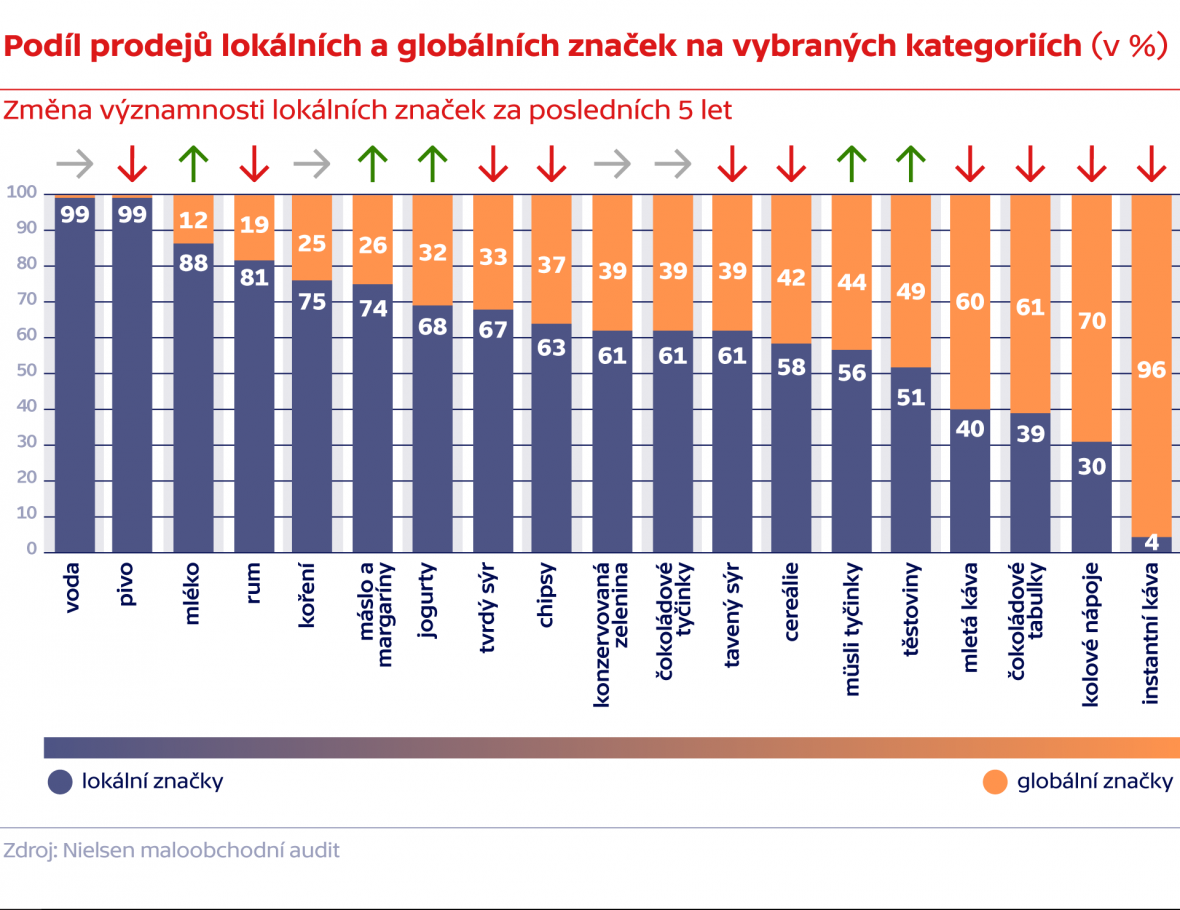 Podíl prodejů lokálních a globálních značek na vybraných kategoriích (v %)
Změna významnosti lokálních značek za posledních 5 let
100
90
80
70
60
50
40
30
20
10
0
99
99
12
88
19
81
25
75
26
74
32
68
33
67
37
63
39
61
39
61
39
61
42
58
44
56
49
51
60
40
61
39
70
30
96
4
voda
pivo
mléko
rum
koření
máslo a
margaríny
jogurty
tvrdý sýr
chipsy
konzervovaná
zelenina
čokoládové
tyčinky
tavený sýr
cereálie
müsli tyčinky
těstoviny
mletá káva
čokoládové
tabulky
kolové nápoje
instantní káva
lokální značky
globální značky
Zdroj: Nielsen maloobchodní audit